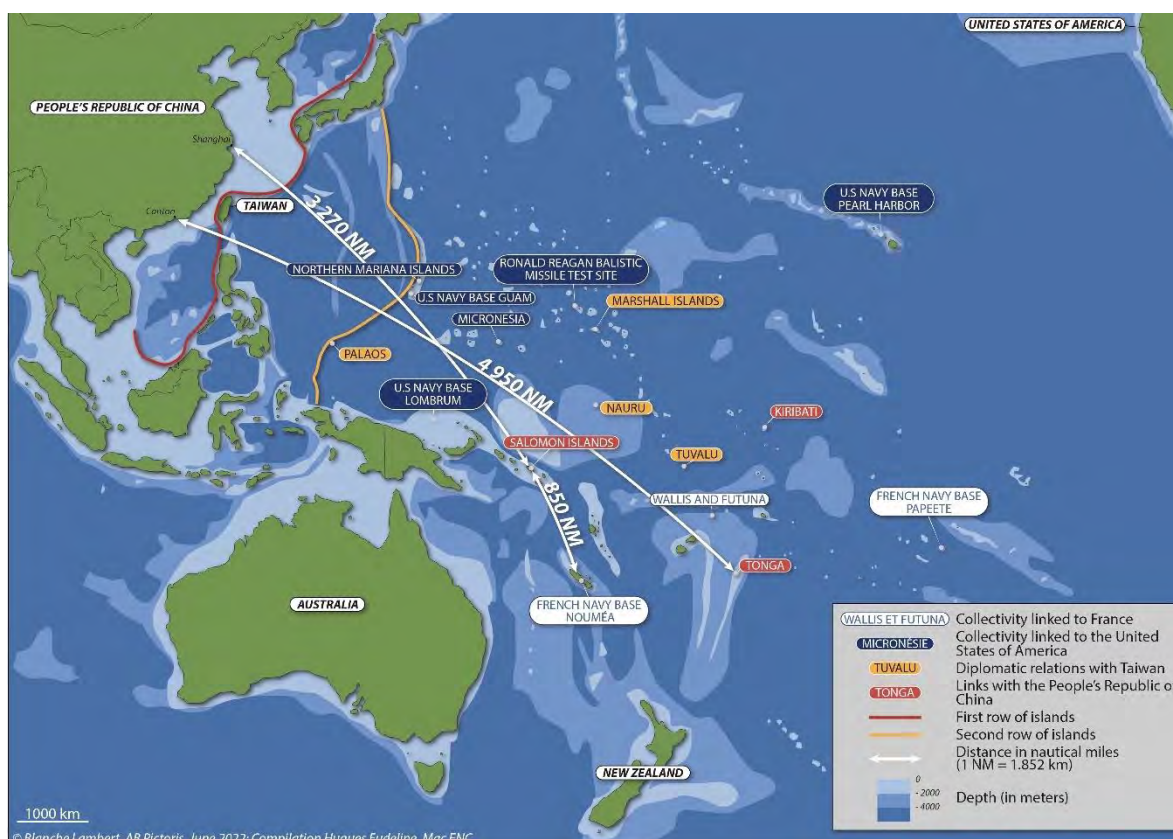 UNITED STATES OF AMERICA
PEOPLE'S REPUBLIC OF CHINA
Shanghai
Canton
TAIWAN
3 270 NM
U.S NAVY BASE
PEARL HARBOR
NORTHERN MARIANA ISLANDS
RONALD REAGAN BALISTIC
MISSILE TEST SITE
U.S NAVY BASE GUAM
MARSHALL ISLANDS
MICRONESIA
PALAOS
4 950 NM
U.S NAVY BASE
LOMBRUM
NAURU
KIRIBATI
SALOMON ISLANDS
TUVALU
850 NM
WALLIS AND FUTUNA
FRENCH NAVY BASE
PAPEETE
TONGA
AUSTRALIA
FRENCH NAVY BASE
NOUMÉA
NEW ZEALAND
WALLIS ET FUTUNA Collectivity linked to France
MICRONÉSIE Collectivity linked to the United
States of America
TUVALU Diplomatic relations with Taiwan
TONGA Links with the People's Republic o
China
First row of islands
Second row of islands
Distance in nautical miles
(1 NM = 1.852 km)
0
- 2000
- 4000
Depth (in meters)
1000 km
© Blanche Lambert, AB Pictoris, June 2022; Compilation Hugues Eudeline, Mac ENC